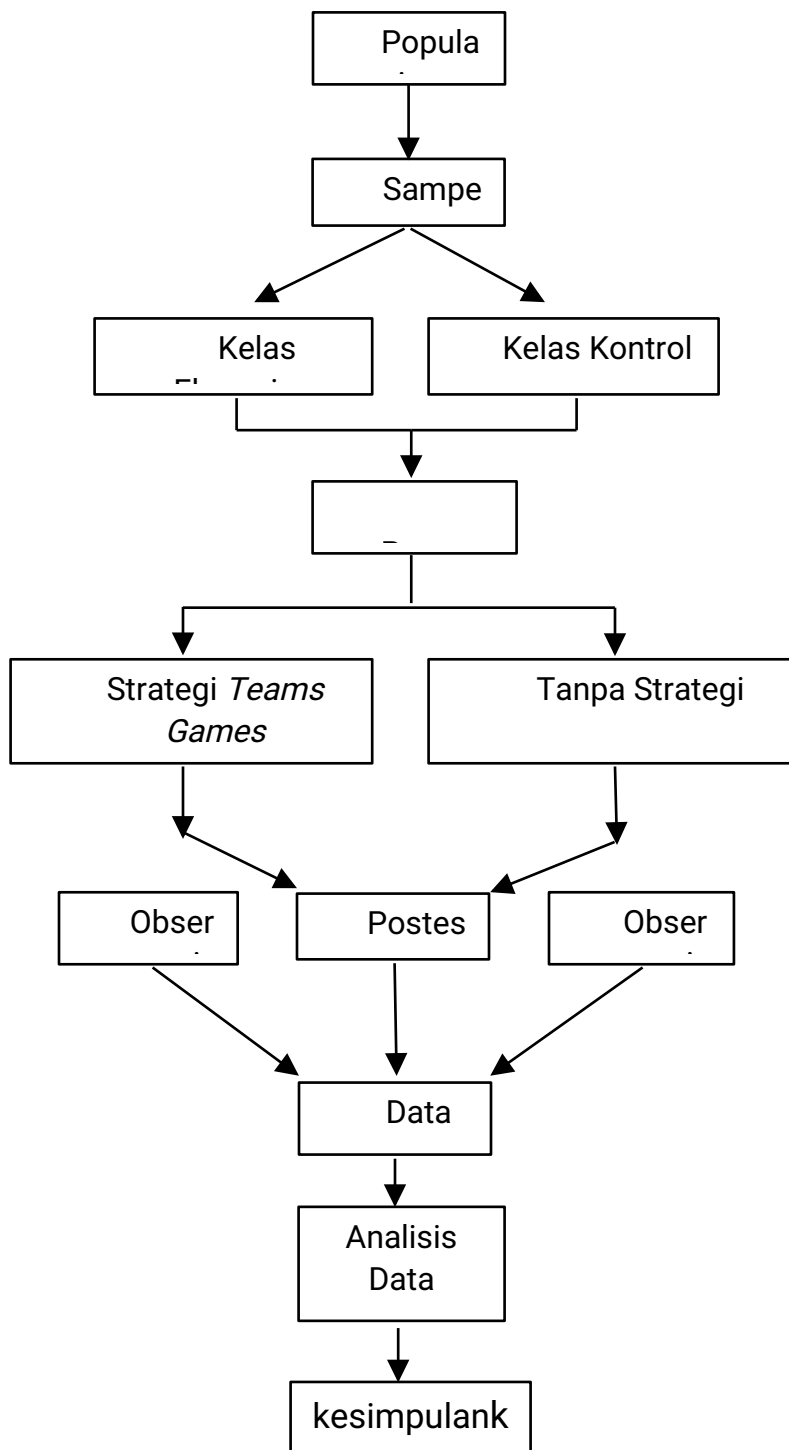 Popula
Sampe
Kelas
Kelas Kontrol
Strategi Teams
Games
Tanpa Strategi
Obser
Postes
Obser
Data
Analisis
Data
kesimpulank